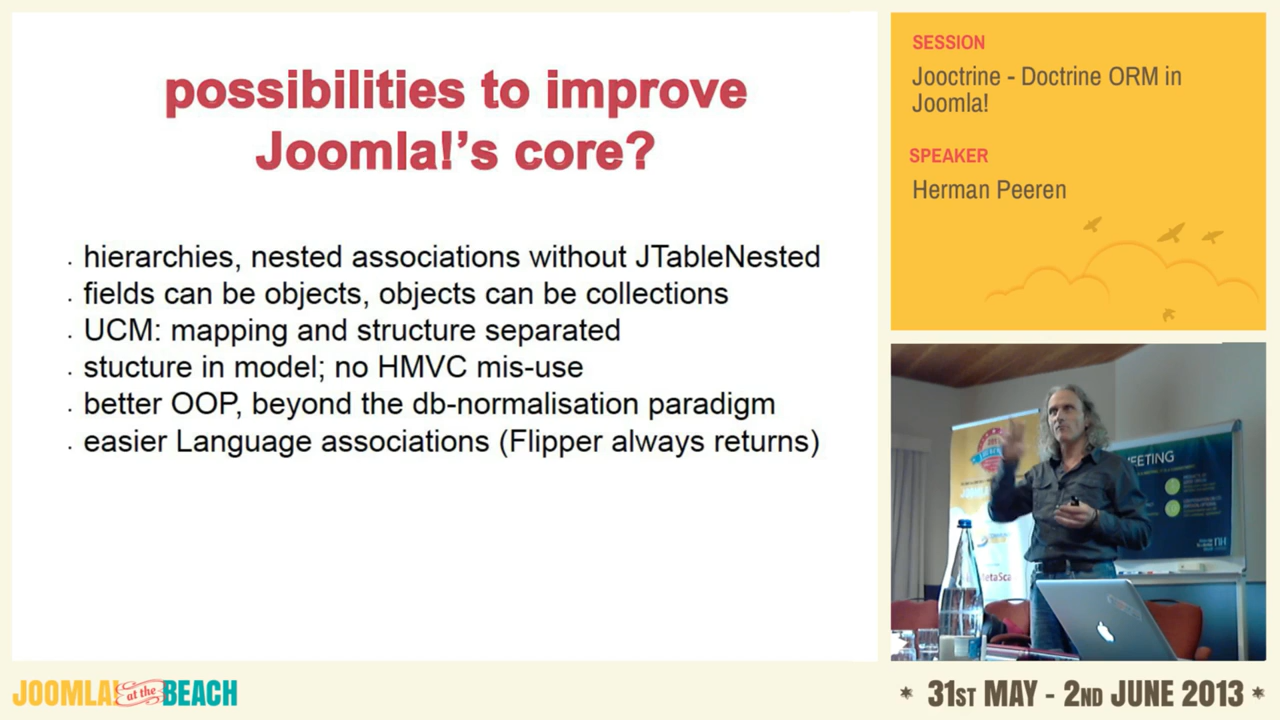 possibilities to improve
Joomla!’s core?
. hierarchies, nested associations without JTableNested
. fields can be objects, objects can be collections
. UCM: mapping and structure separated
. stucture in model; no HMVC mis-use
. better OOP, beyond the db-normalisation paradigm
. easier Language associations (Flipper always returns)
SESSION
Jooctrine - Doctrine ORM in
Joomla!
SPEAKER
Herman Peeren
EETING
JOOMLA! at the BEACH
* 31ST MAY - 2ND JUNE 2013 *